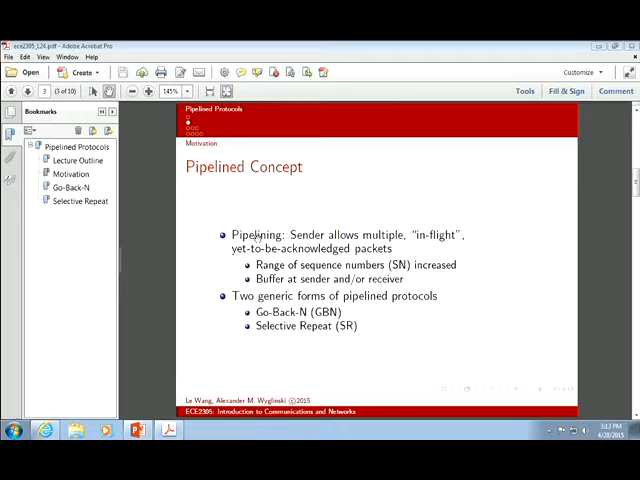 ece2305_L24.pdf - Adobe Acrobat Pro
File Edit View Window Help
Open Create
3 (3 of 10) 145% Customize
Tools Fill & Sign Comment
Bookmarks
Pipelined Protocols
Lecture Outline
Motivation
Go-Back-N
Selective Repeat
Pipelined Protocols
Motivation
Pipelined Concept
Pipelining: Sender allows multiple, “in-flight”,
yet-to-be-acknowledged packets
Range of sequence numbers (SN) increased
Buffer at sender and/or receiver
Two generic forms of pipelined protocols
Go-Back-N (GBN)
Selective Repeat (SR)
Le Wang, Alexander M. Wyglinski ©2015
ECE2305: Introduction to Communications and Networks
3:13 PM
4/28/2015